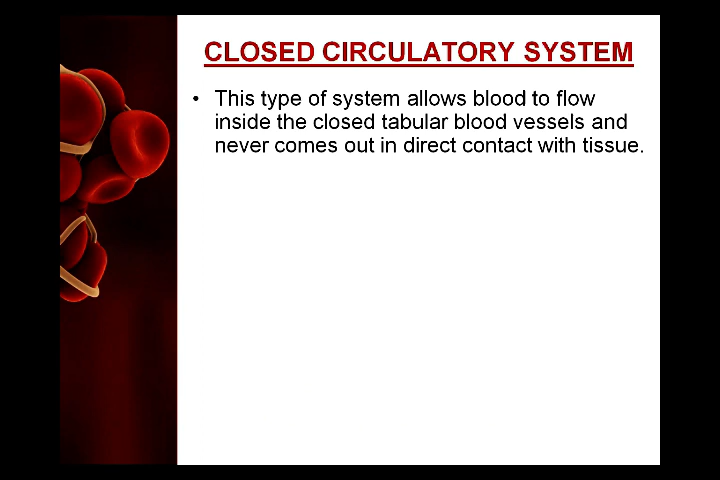 CLOSED CIRCULATORY SYSTEM
• This type of system allows blood to flow
inside the closed tabular blood vessels and
never comes out in direct contact with tissue.